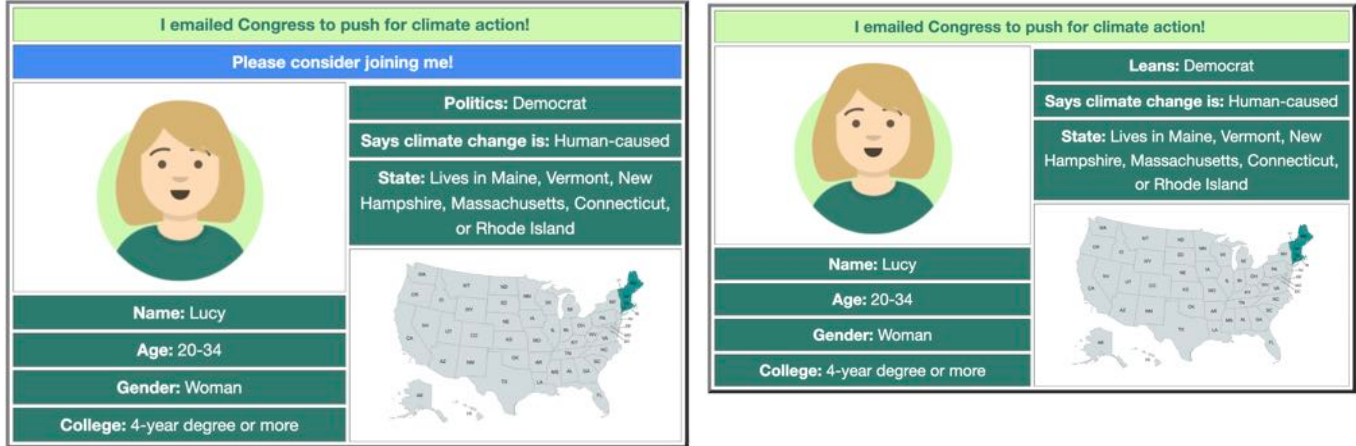 I emailed Congress to push for climate action!
Please consider joining me!
Politics: Democrat
Says climate change is: Human-caused
State: Lives in Maine, Vermont, New
Hampshire, Massachusetts, Connecticut,
or Rhode Island
Name: Lucy
Age: 20-34
Gender: Woman
College: 4-year degree or more
I emailed Congress to push for climate action!
Leans: Democrat
Says climate change is: Human-caused
State: Lives in Maine, Vermont, New
Hampshire, Massachusetts, Connecticut,
or Rhode Island
Name: Lucy
Age: 20-34
Gender: Woman
College: 4-year degree or more